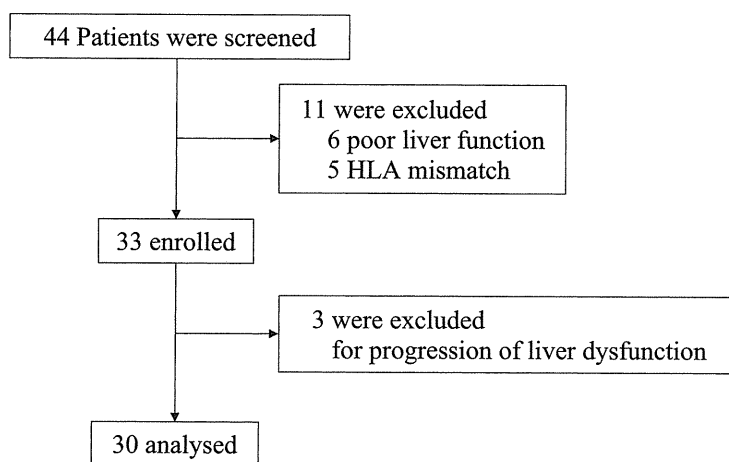 44 Patients were screened
11 were excluded
6 poor liver function
5 HLA mismatch
33 enrolled
3 were excluded
for progression of liver dysfunction
30 analysed